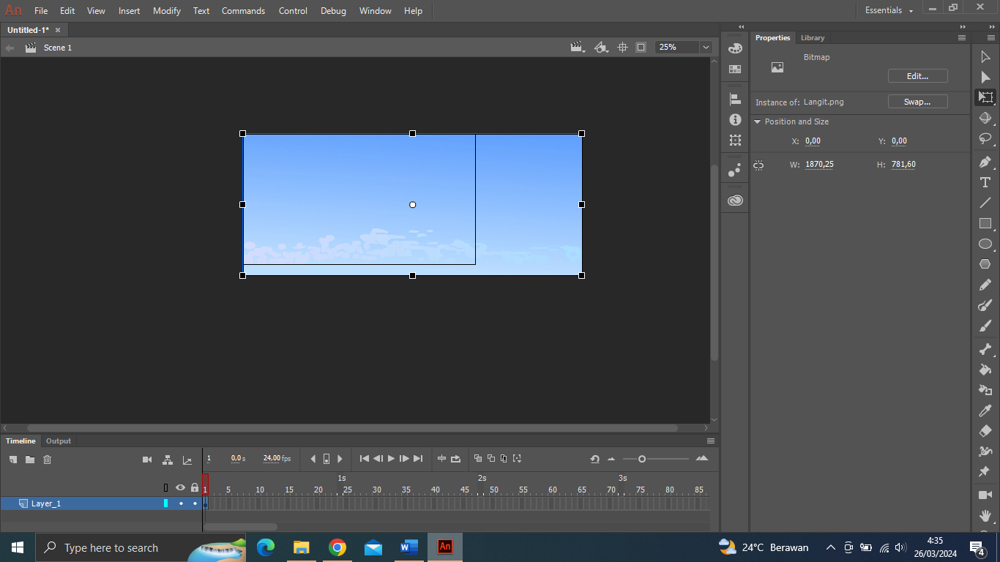 An File Edit View Insert Modify Text Commands Control Debug Window Help Essentials
Untitled-1* ×
Scene 1 25%
Properties Library
Bitmap
Edit...
Instance of: Langit.png Swap...
Position and Size
X: 0,00 Y: 0,00
W: 1870,25 H: 781,60
Timeline Output
1 0,0 s 24,00 fps
1s 2s 3s
1 5 10 15 20 25 30 35 40 45 50 55 60 65 70 75 80 85
Layer_1
Type here to search An 24°C Berawan 4:35
26/03/2024 4